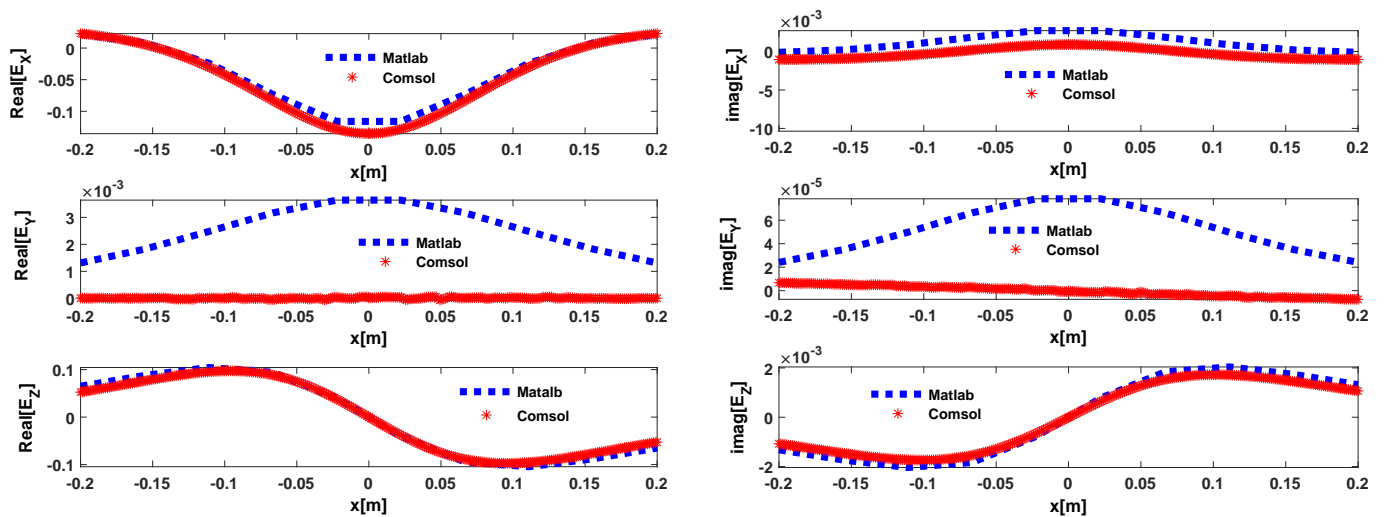 Real[E_X]
0
-0.05
-0.1
Matlab
Comsol
-0.2 -0.15 -0.1 -0.05 0 0.05 0.1 0.15 0.2
x[m]
×10^-3
imag[E_X]
0
-5
-10
Matlab
Comsol
-0.2 -0.15 -0.1 -0.05 0 0.05 0.1 0.15 0.2
x[m]
×10^-3
Real[E_Y]
3
2
1
0
Matlab
Comsol
-0.2 -0.15 -0.1 -0.05 0 0.05 0.1 0.15 0.2
x[m]
×10^-5
imag[E_Y]
6
4
2
0
Matlab
Comsol
-0.2 -0.15 -0.1 -0.05 0 0.05 0.1 0.15 0.2
x[m]
Real[E_Z]
0.1
0
-0.1
Matalb
Comsol
-0.2 -0.15 -0.1 -0.05 0 0.05 0.1 0.15 0.2
x[m]
×10^-3
imag[E_Z]
2
0
-2
Matlab
Comsol
-0.2 -0.15 -0.1 -0.05 0 0.05 0.1 0.15 0.2
x[m]